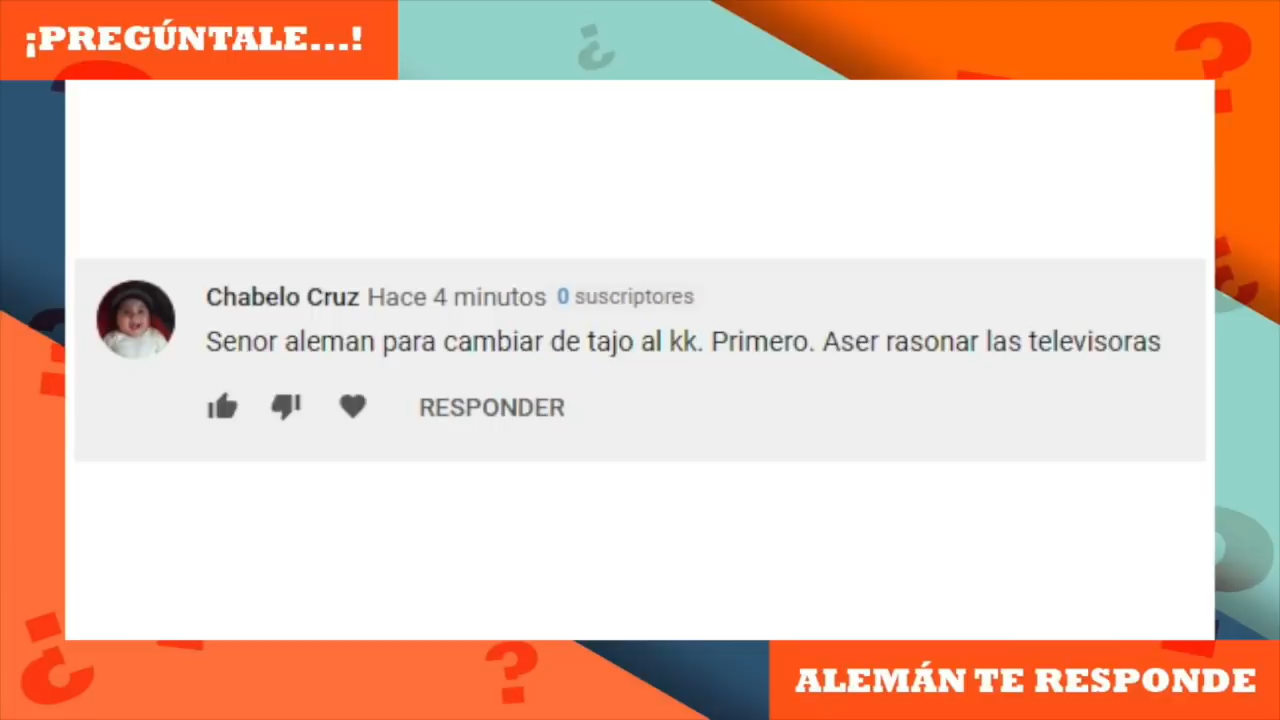 ¡PREGÚNTALE...!
Chabelo Cruz Hace 4 minutos 0 suscriptores
Senor aleman para cambiar de tajo al kk. Primero. Aser rasonar las televisoras
RESPONDER
ALEMÁN TE RESPONDE